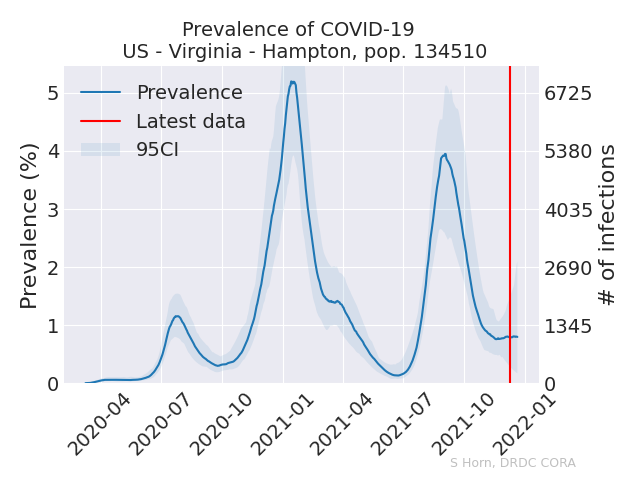 Prevalence of COVID-19
US - Virginia - Hampton, pop. 134510
Prevalence
Latest data
95CI
Prevalence (%)
5
4
3
2
1
0
6725
5380
4035
2690
1345
0
# of infections
2020-04
2020-07
2020-10
2021-01
2021-04
2021-07
2021-10
2022-01
S Horn, DRDC CORA